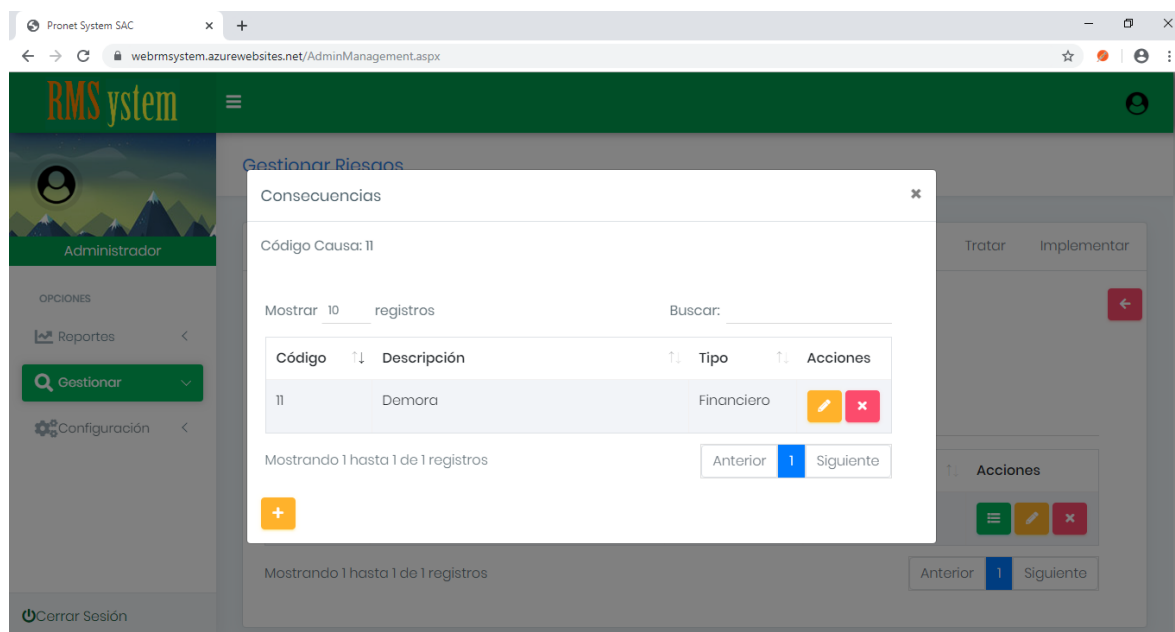 Pronet System SAC
webrmsystem.azurewebsites.net/AdminManagement.aspx
RMSystem
Gestionar Riesgos
Administrador
OPCIONES
Reportes
Gestionar
Configuración
Cerrar Sesión
Tratar Implementar
Consecuencias
Código Causa: 11
Mostrar 10 registros Buscar:
Código Descripción Tipo Acciones
11 Demora Financiero
Mostrando 1 hasta 1 de 1 registros Anterior 1 Siguiente
Acciones
Mostrando 1 hasta 1 de 1 registros Anterior 1 Siguiente